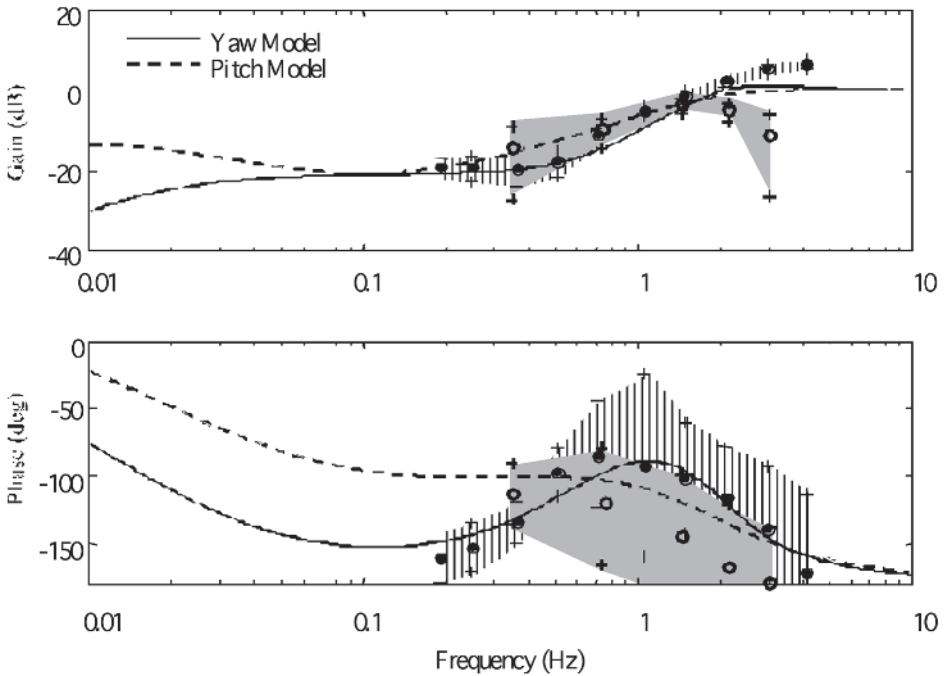 20
Yaw Model
Pitch Model
0
-20
-40
Gain (dB)
0.01 0.1 1 10
0
-50
-100
-150
Phase (deg)
0.01 0.1 1 10
Frequency (Hz)